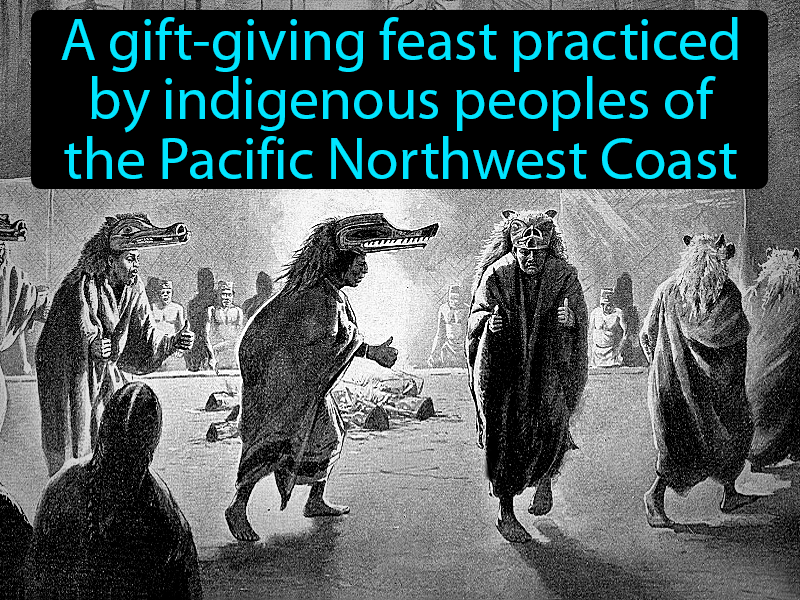 A gift-giving feast practiced
by indigenous peoples of
the Pacific Northwest Coast